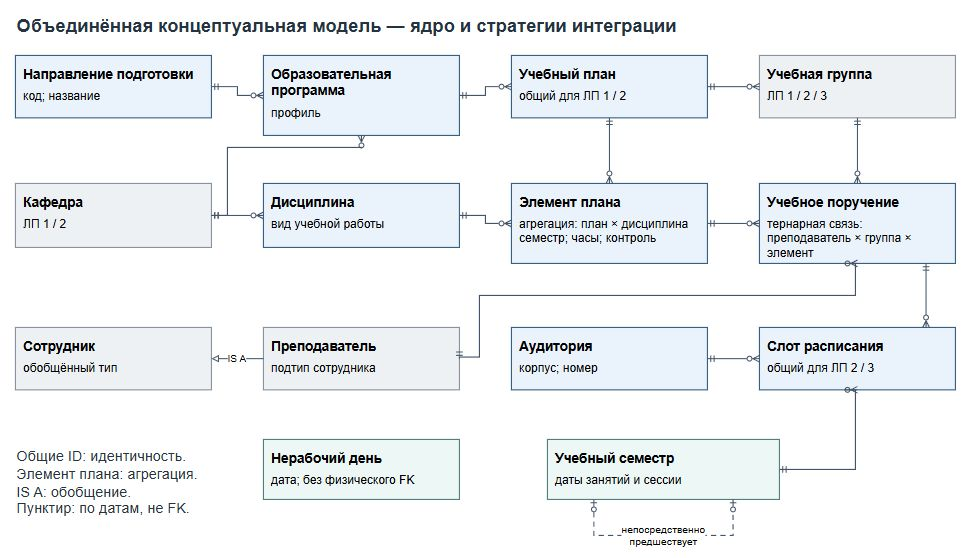 Объединённая концептуальная модель — ядро и стратегии интеграции
Направление подготовки
код; название
Образовательная
программа
профиль
Учебный план
общий для ЛП 1 / 2
Учебная группа
ЛП 1 / 2 / 3
Кафедра
ЛП 1 / 2
Дисциплина
вид учебной работы
Элемент плана
агрегация: план × дисциплина
семестр; часы; контроль
Учебное поручение
тернарная связь:
преподаватель × группа ×
элемент
Сотрудник
обобщённый тип
IS A
Преподаватель
подтип сотрудника
Аудитория
корпус; номер
Слот расписания
общий для ЛП 2 / 3
Общие ID: идентичность.
Элемент плана: агрегация.
IS A: обобщение.
Пунктир: по датам, не FK.
Нерабочий день
дата; без физического FK
Учебный семестр
даты занятий и сессии
непосредственно
предшествует